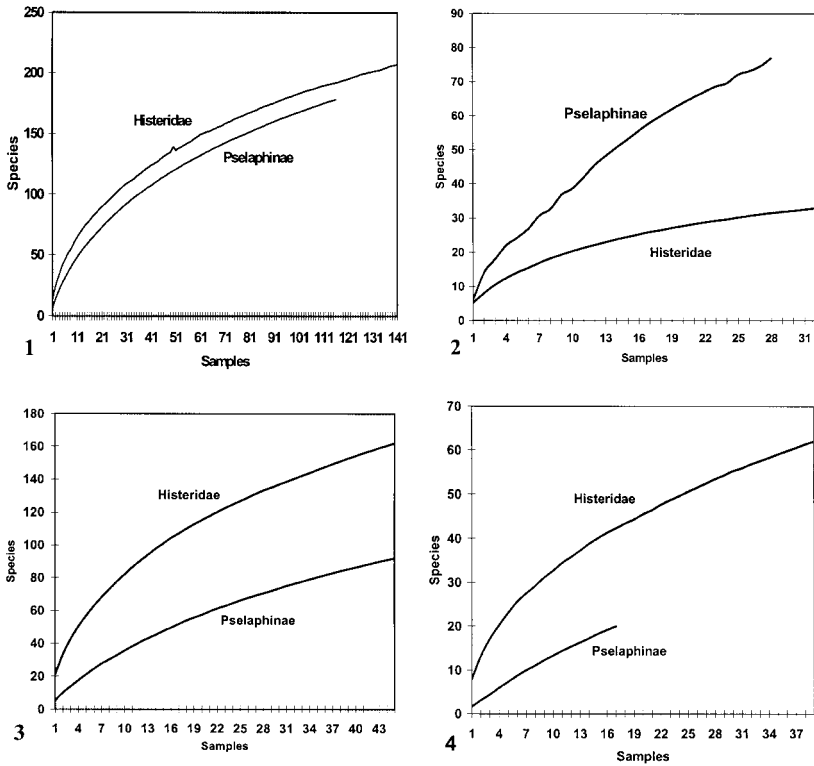 250
200
150
100
50
0
Species
Histeridae
Pselaphinae
1 11 21 31 41 51 61 71 81 91 101 111 121 131 141
Samples
1
90
80
70
60
50
40
30
20
10
0
Species
Pselaphinae
Histeridae
1 4 7 10 13 16 19 22 25 28 31
Samples
2
180
160
140
120
100
80
60
40
20
0
Species
Histeridae
Pselaphinae
1 4 7 10 13 16 19 22 25 28 31 34 37 40 43
Samples
3
70
60
50
40
30
20
10
0
Species
Histeridae
Pselaphinae
1 4 7 10 13 16 19 22 25 28 31 34 37
Samples
4